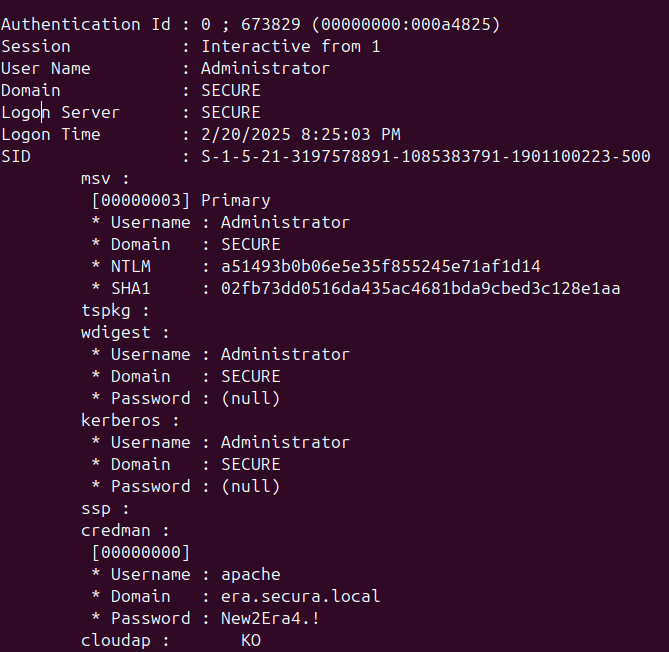 Authentication Id : 0 ; 673829 (00000000:000a4825)
Session           : Interactive from 1
User Name         : Administrator
Domain            : SECURE
Logon Server      : SECURE
Logon Time        : 2/20/2025 8:25:03 PM
SID               : S-1-5-21-3197578891-1085383791-1901100223-500
        msv :
         [00000003] Primary
         * Username : Administrator
         * Domain   : SECURE
         * NTLM     : a51493b0b06e5e35f855245e71af1d14
         * SHA1     : 02fb73dd0516da435ac4681bda9cbed3c128e1aa
        tspkg :
        wdigest :
         * Username : Administrator
         * Domain   : SECURE
         * Password : (null)
        kerberos :
         * Username : Administrator
         * Domain   : SECURE
         * Password : (null)
        ssp :
        credman :
         [00000000]
         * Username : apache
         * Domain   : era.secura.local
         * Password : New2Era4.!
        cloudap :       KO